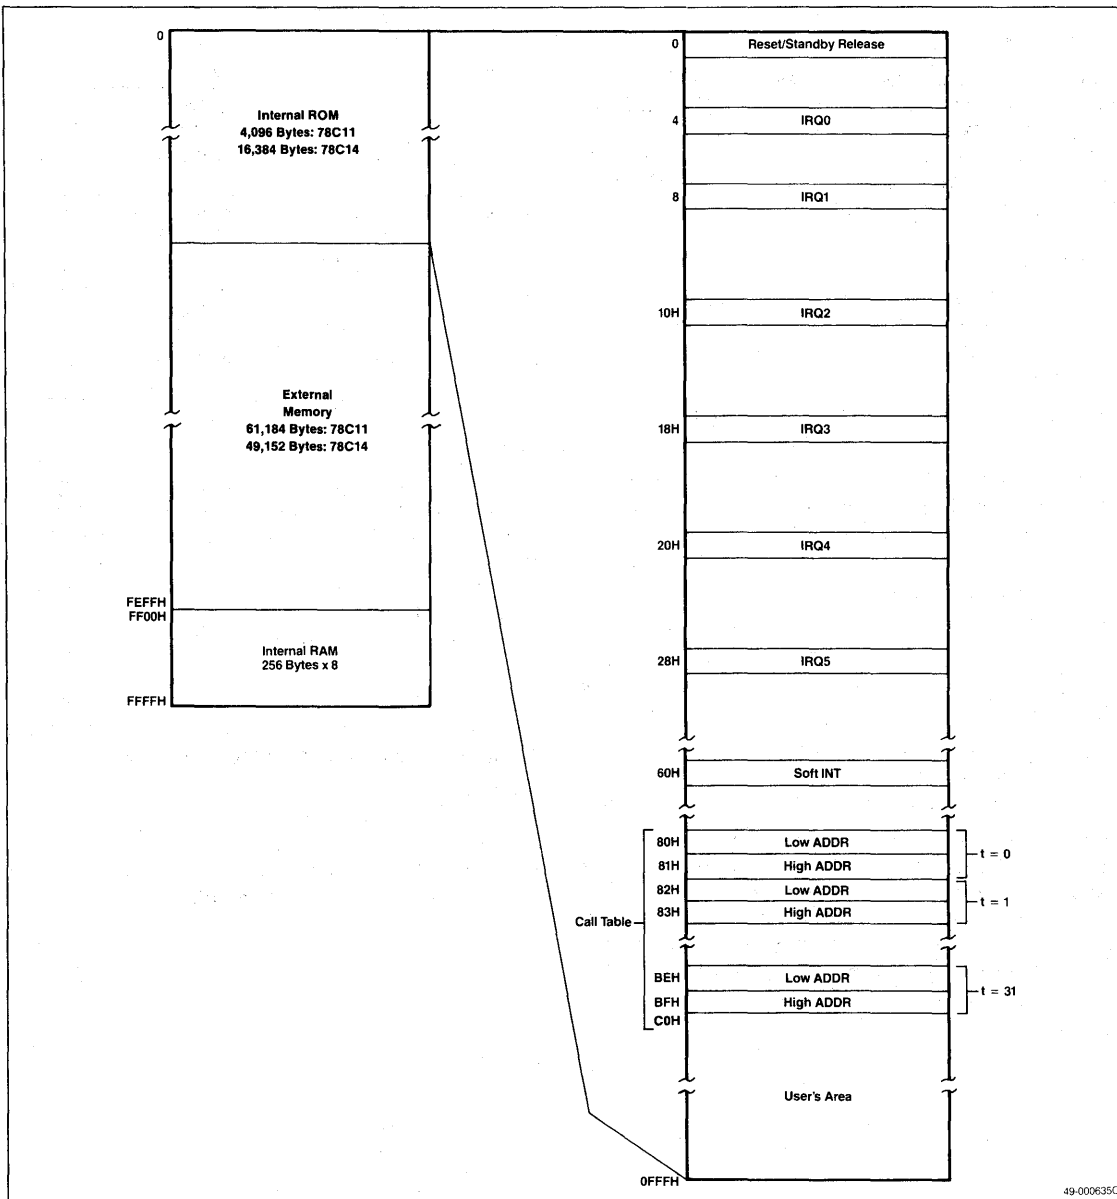 0
Internal ROM
4,096 Bytes: 78C11
16,384 Bytes: 78C14
External
Memory
61,184 Bytes: 78C11
49,152 Bytes: 78C14
FEFFH
FF00H
Internal RAM
256 Bytes x 8
FFFFH
0 Reset/Standby Release
4 IRQ0
8 IRQ1
10H IRQ2
18H IRQ3
20H IRQ4
28H IRQ5
60H Soft INT
Call Table
80H Low ADDR
81H High ADDR
t = 0
82H Low ADDR
83H High ADDR
t = 1
BEH Low ADDR
BFH High ADDR
t = 31
C0H
User's Area
0FFFH
49-000635C